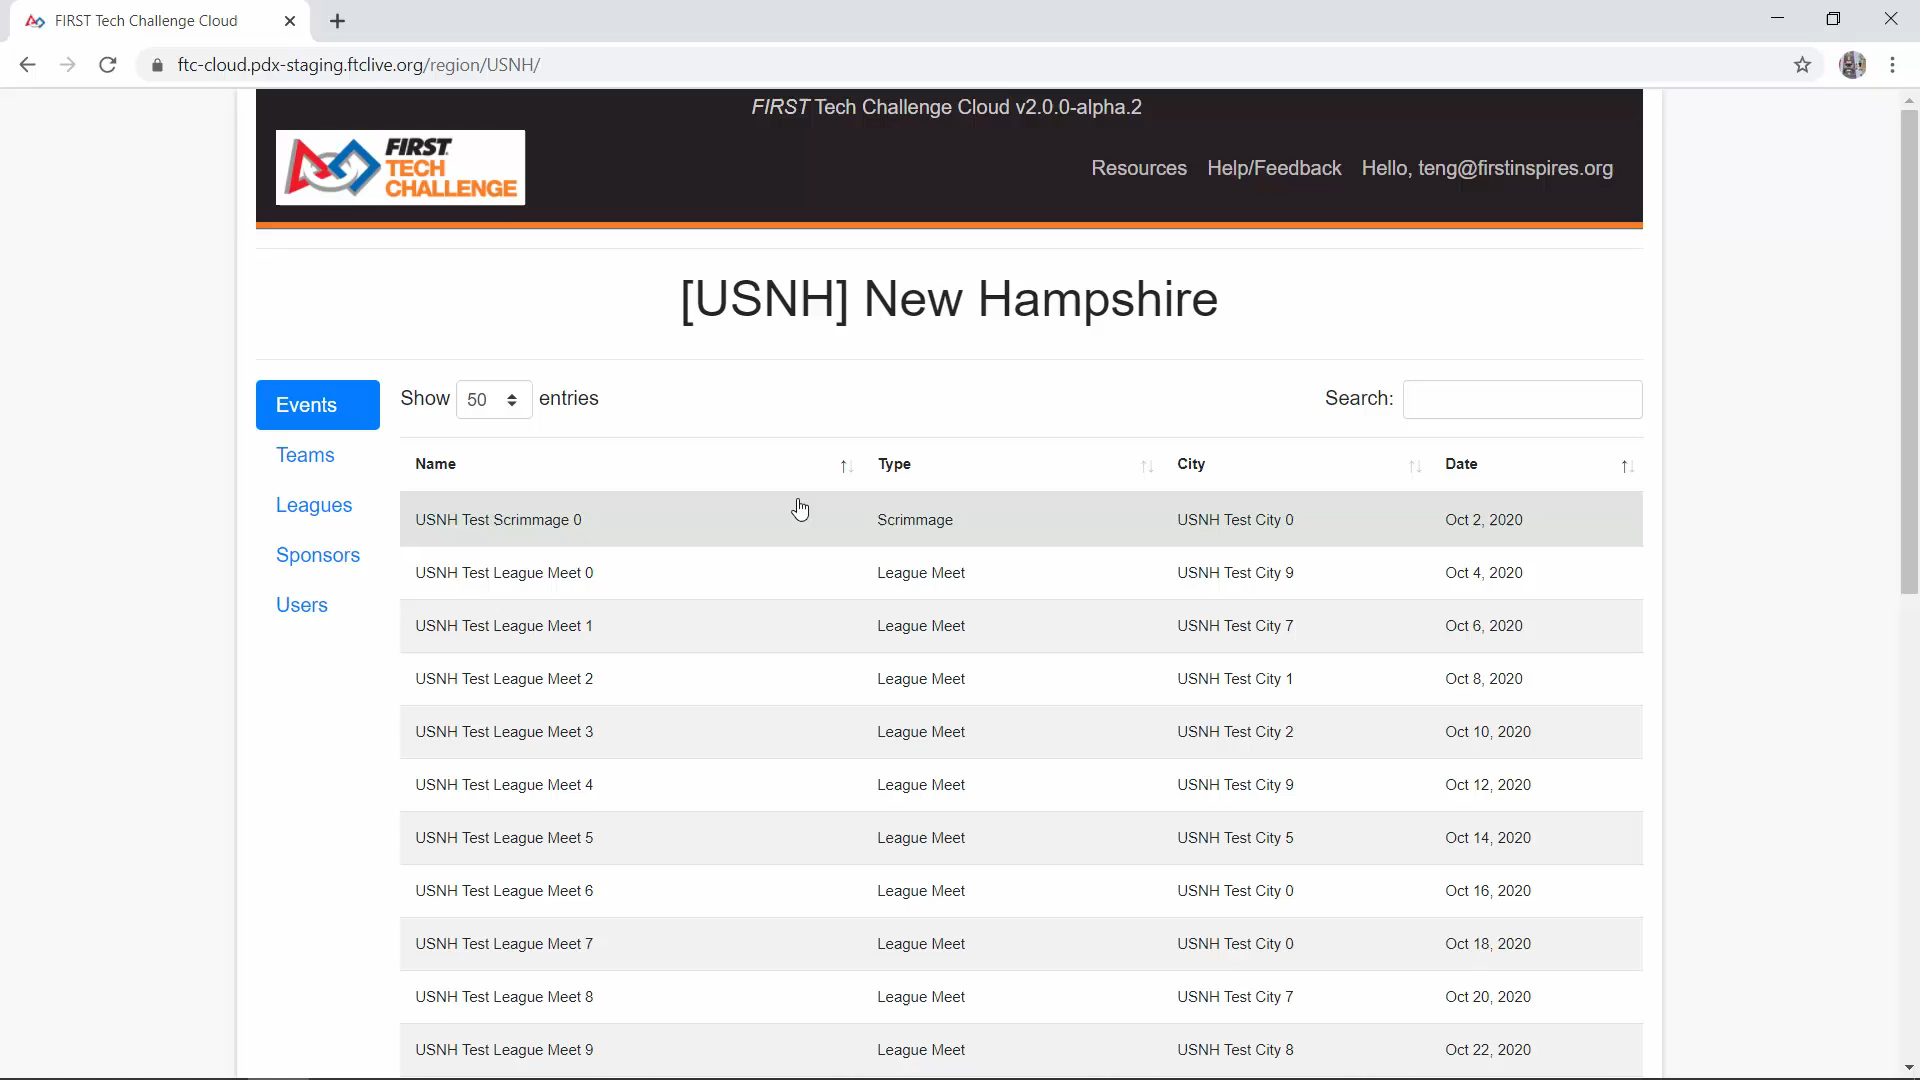 FIRST Tech Challenge Cloud
ftc-cloud.pdx-staging.ftclive.org/region/USNH/
FIRST Tech Challenge Cloud v2.0.0-alpha.2
FIRST
TECH
CHALLENGE
Resources Help/Feedback Hello, teng@firstinspires.org
[USNH] New Hampshire
Events
Teams
Leagues
Sponsors
Users
Show 50 entries
Search:
Name Type City Date
USNH Test Scrimmage 0 Scrimmage USNH Test City 0 Oct 2, 2020
USNH Test League Meet 0 League Meet USNH Test City 9 Oct 4, 2020
USNH Test League Meet 1 League Meet USNH Test City 7 Oct 6, 2020
USNH Test League Meet 2 League Meet USNH Test City 1 Oct 8, 2020
USNH Test League Meet 3 League Meet USNH Test City 2 Oct 10, 2020
USNH Test League Meet 4 League Meet USNH Test City 9 Oct 12, 2020
USNH Test League Meet 5 League Meet USNH Test City 5 Oct 14, 2020
USNH Test League Meet 6 League Meet USNH Test City 0 Oct 16, 2020
USNH Test League Meet 7 League Meet USNH Test City 0 Oct 18, 2020
USNH Test League Meet 8 League Meet USNH Test City 7 Oct 20, 2020
USNH Test League Meet 9 League Meet USNH Test City 8 Oct 22, 2020